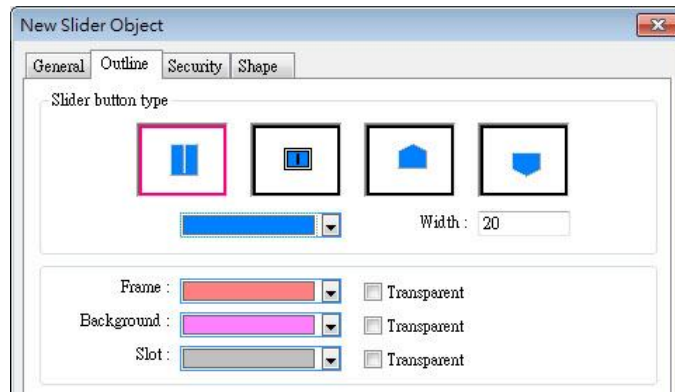 New Slider Object
General Outline Security Shape
Slider button type
Width : 20
Frame : Transparent
Background : Transparent
Slot : Transparent